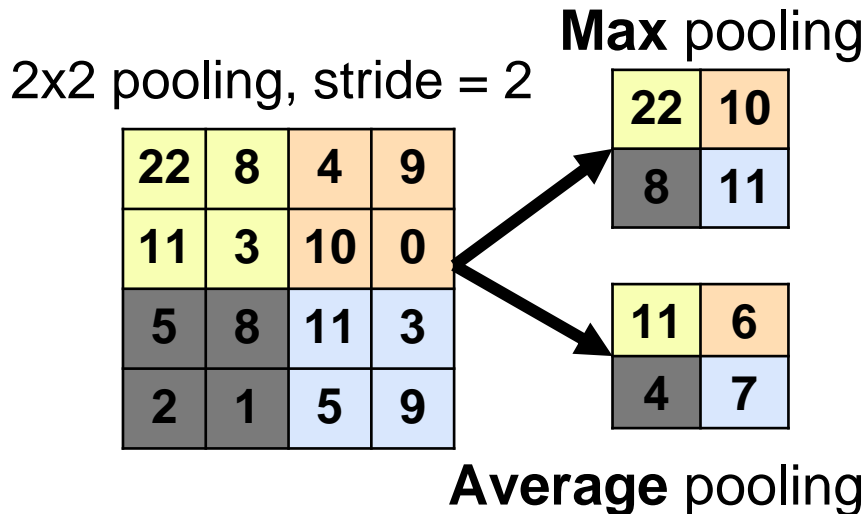 Max pooling
2x2 pooling, stride = 2
22 8 4 9
11 3 10 0
5 8 11 3
2 1 5 9
22 10
8 11
11 6
4 7
Average pooling